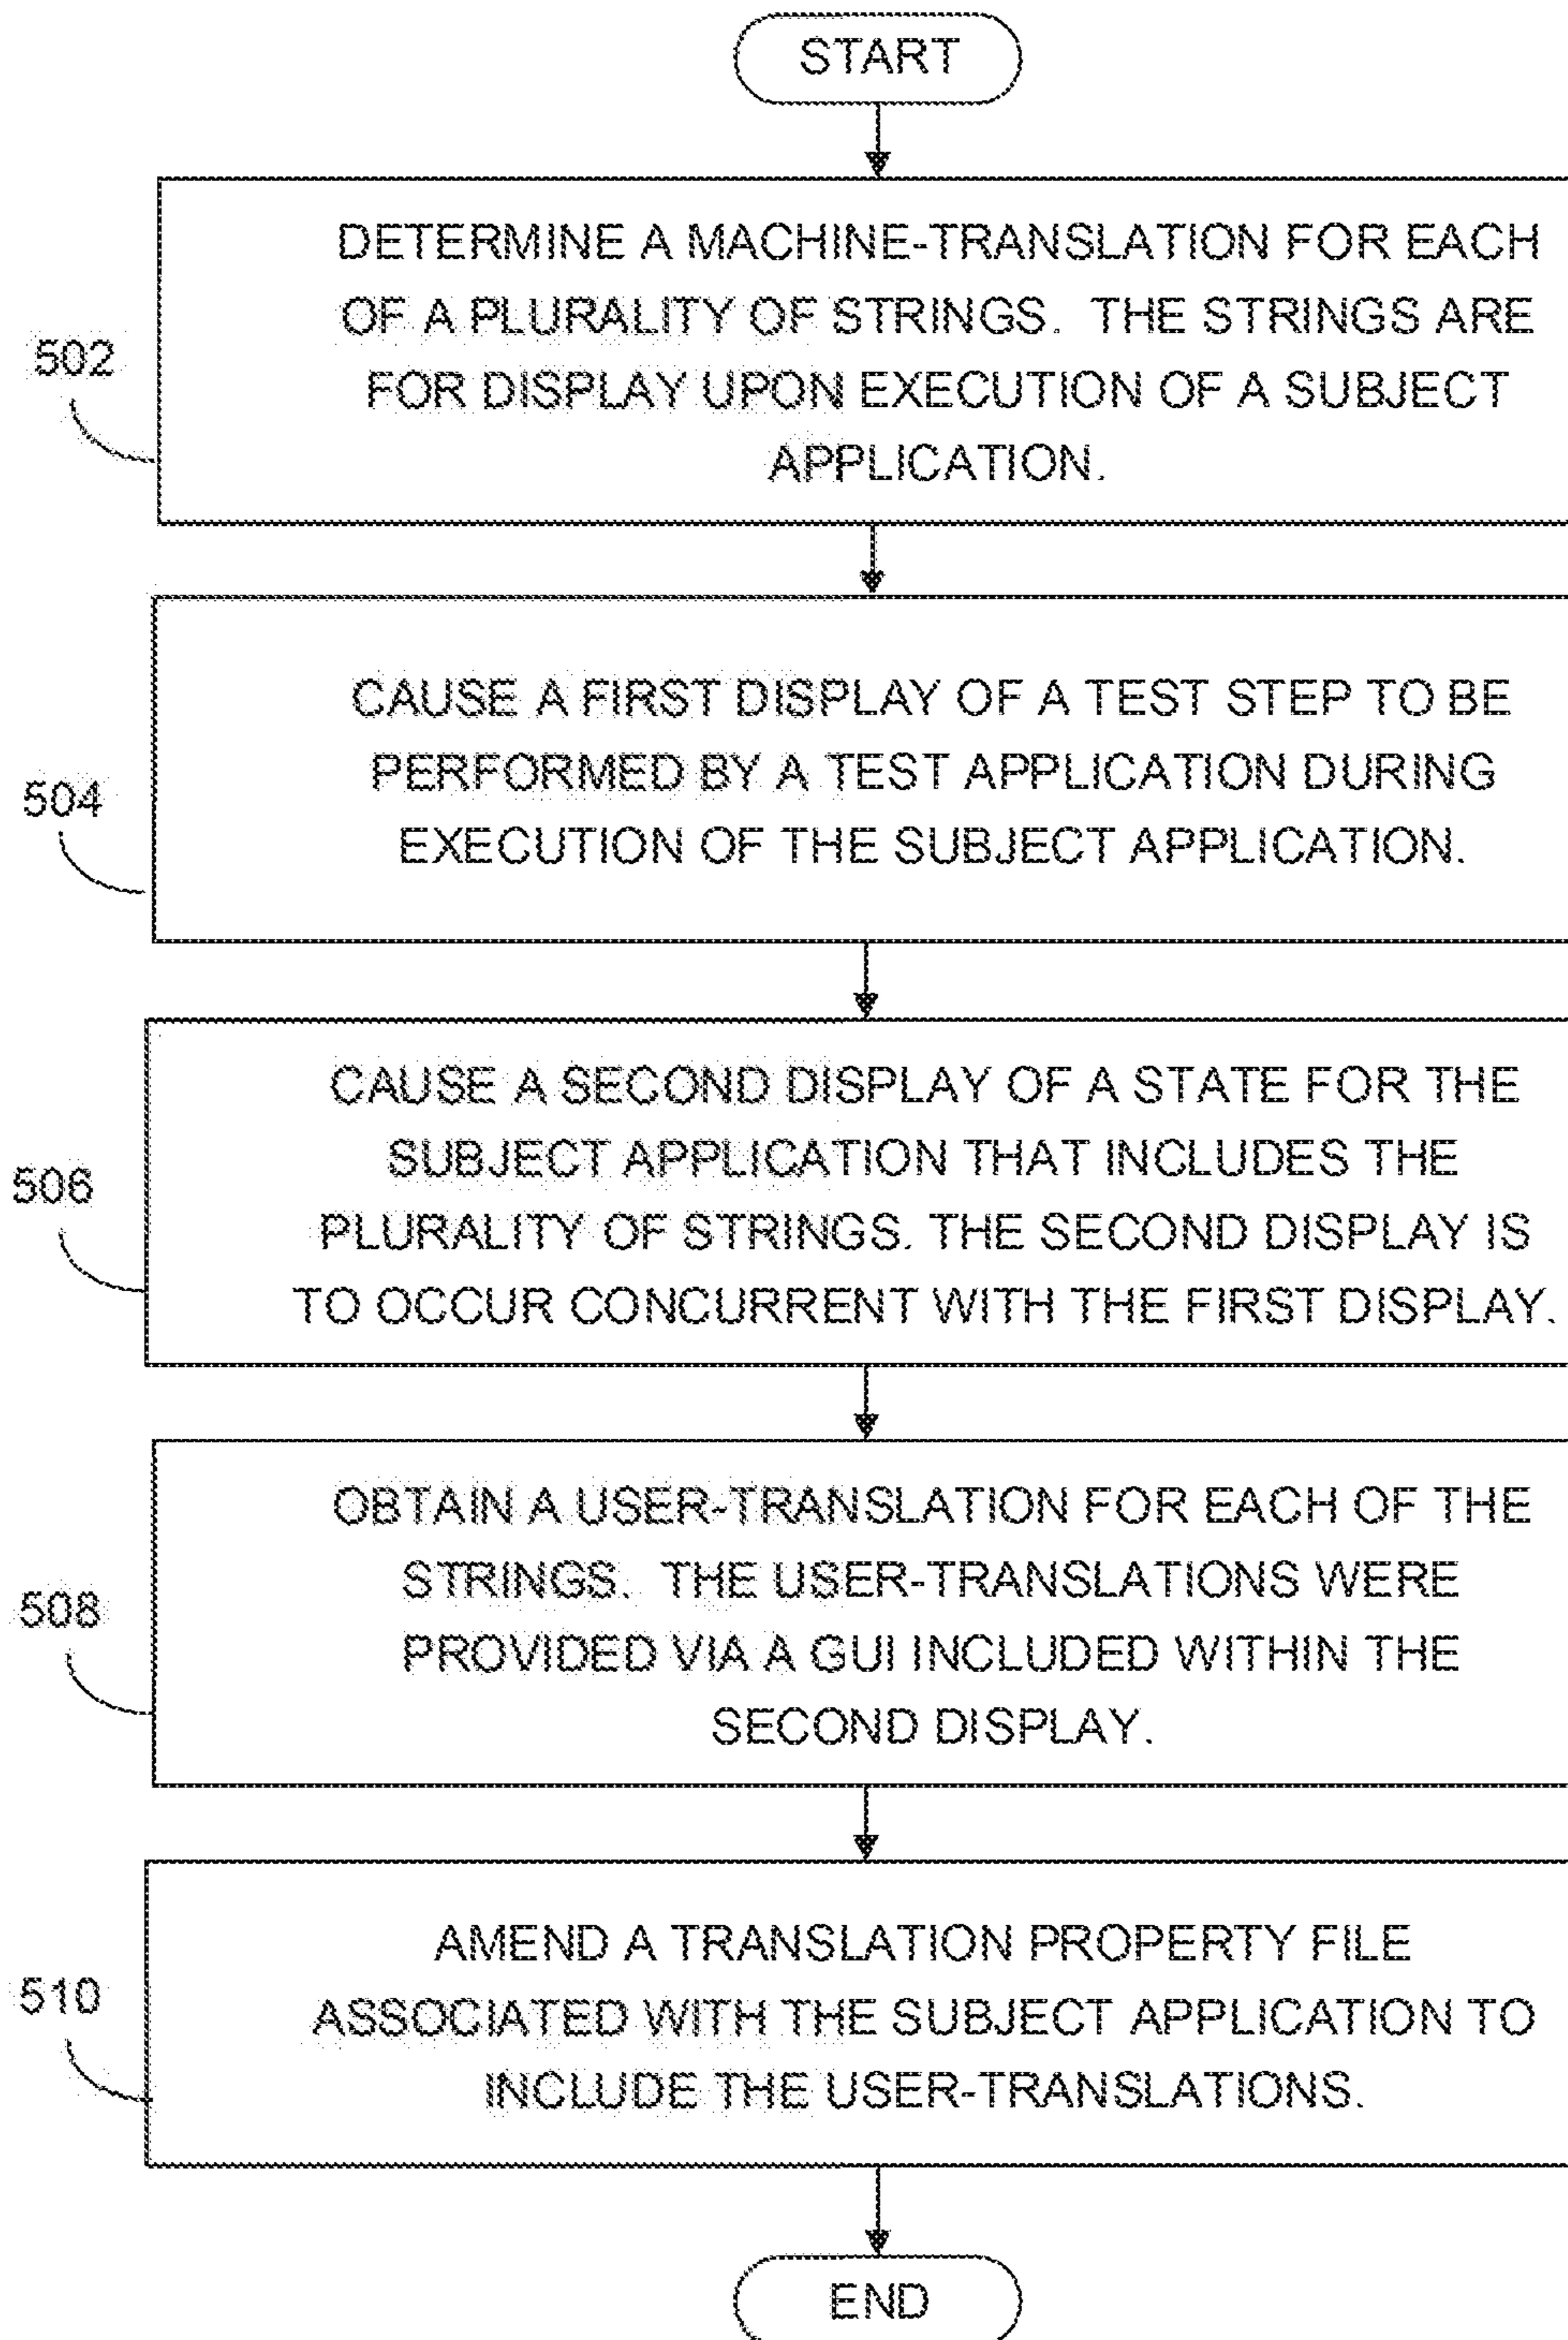 START
DETERMINE A MACHINE-TRANSLATION FOR EACH
OF A PLURALITY OF STRINGS. THE STRINGS ARE
FOR DISPLAY UPON EXECUTION OF A SUBJECT
APPLICATION.
502
CAUSE A FIRST DISPLAY OF A TEST STEP TO BE
PERFORMED BY A TEST APPLICATION DURING
EXECUTION OF THE SUBJECT APPLICATION.
504
CAUSE A SECOND DISPLAY OF A STATE FOR THE
SUBJECT APPLICATION THAT INCLUDES THE
PLURALITY OF STRINGS. THE SECOND DISPLAY IS
TO OCCUR CONCURRENT WITH THE FIRST DISPLAY.
506
OBTAIN A USER-TRANSLATION FOR EACH OF THE
STRINGS. THE USER-TRANSLATIONS WERE
PROVIDED VIA A GUI INCLUDED WITHIN THE
SECOND DISPLAY.
508
AMEND A TRANSLATION PROPERTY FILE
ASSOCIATED WITH THE SUBJECT APPLICATION TO
INCLUDE THE USER-TRANSLATIONS.
510
END